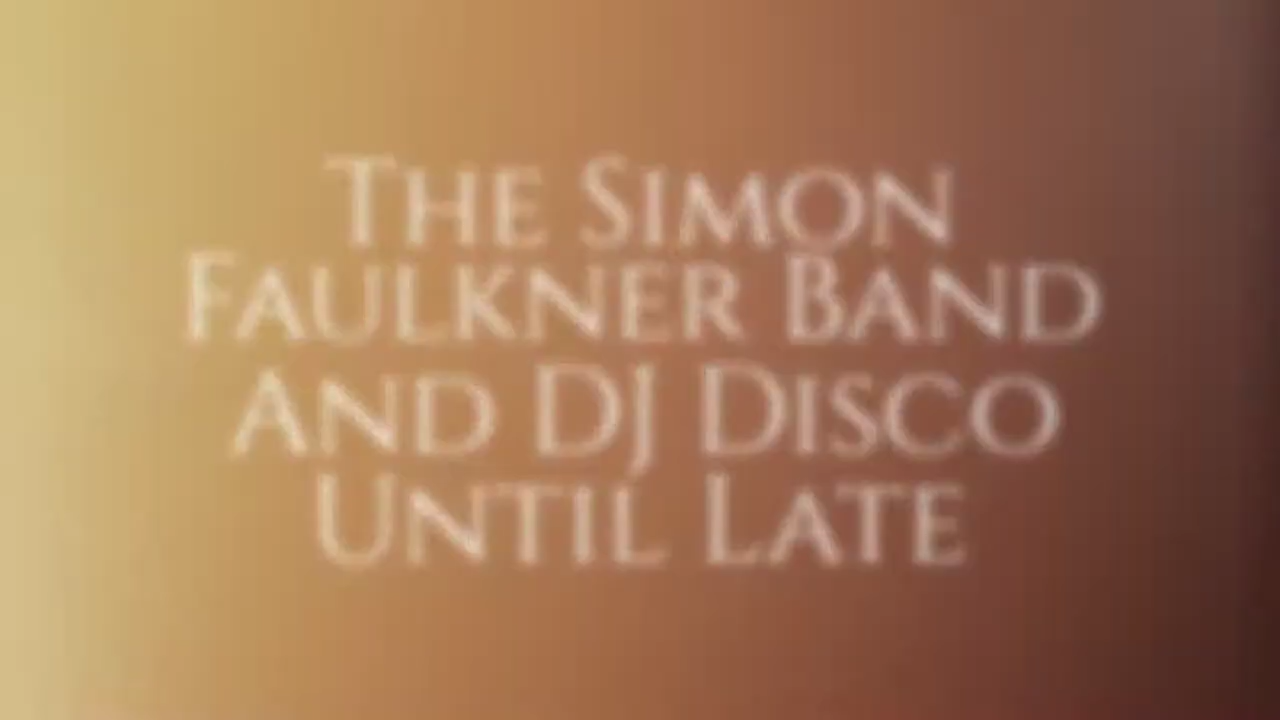 The Simon
Faulkner Band
And DJ Disco
Until Late